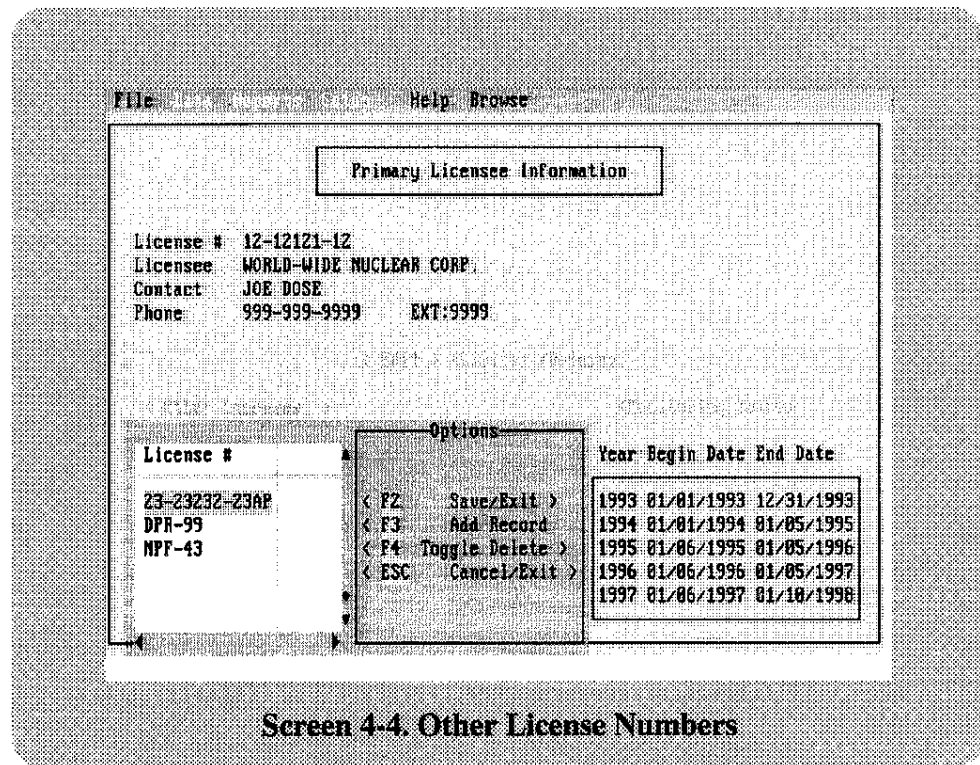 File Help Browse
Primary Licensee Information
License # 12-12121-12
Licensee WORLD-WIDE NUCLEAR CORP.
Contact JOE DOSE
Phone 999-999-9999 EXT:9999
License #
23-23232-23AP
DPR-99
NPF-43
Options
< F2 Save/Exit >
< F3 Add Record
< F4 Toggle Delete >
< ESC Cancel/Exit >
Year Begin Date End Date
1993 01/01/1993 12/31/1993
1994 01/01/1994 01/05/1995
1995 01/06/1995 01/05/1996
1996 01/06/1996 01/05/1997
1997 01/06/1997 01/10/1998
Screen 4-4. Other License Numbers